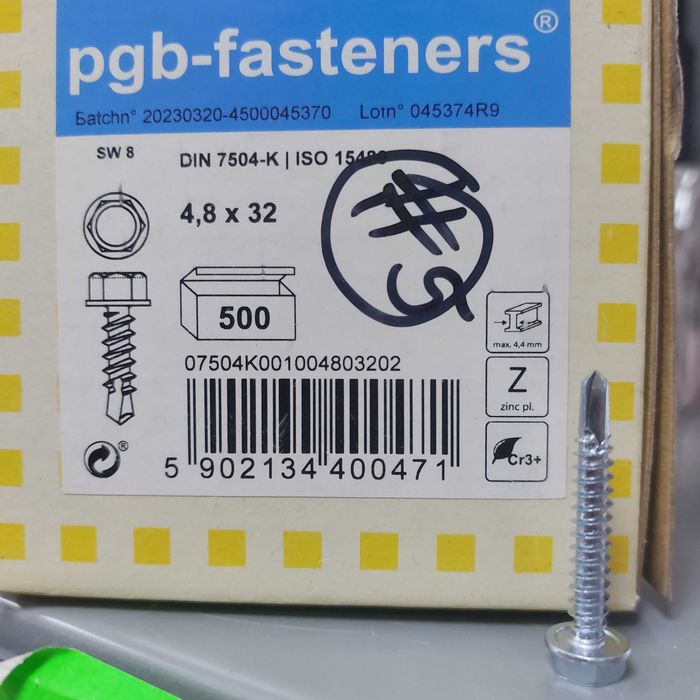 pgb-fasteners®
Batchn° 20230320-4500045370 Lotn° 045374R9
SW 8
DIN 7504-K | ISO 15480
4,8 x 32
#5
500
max. 4,4 mm
07504K001004803202
Z
zinc pl.
®
Cr3+
5 902134 400471